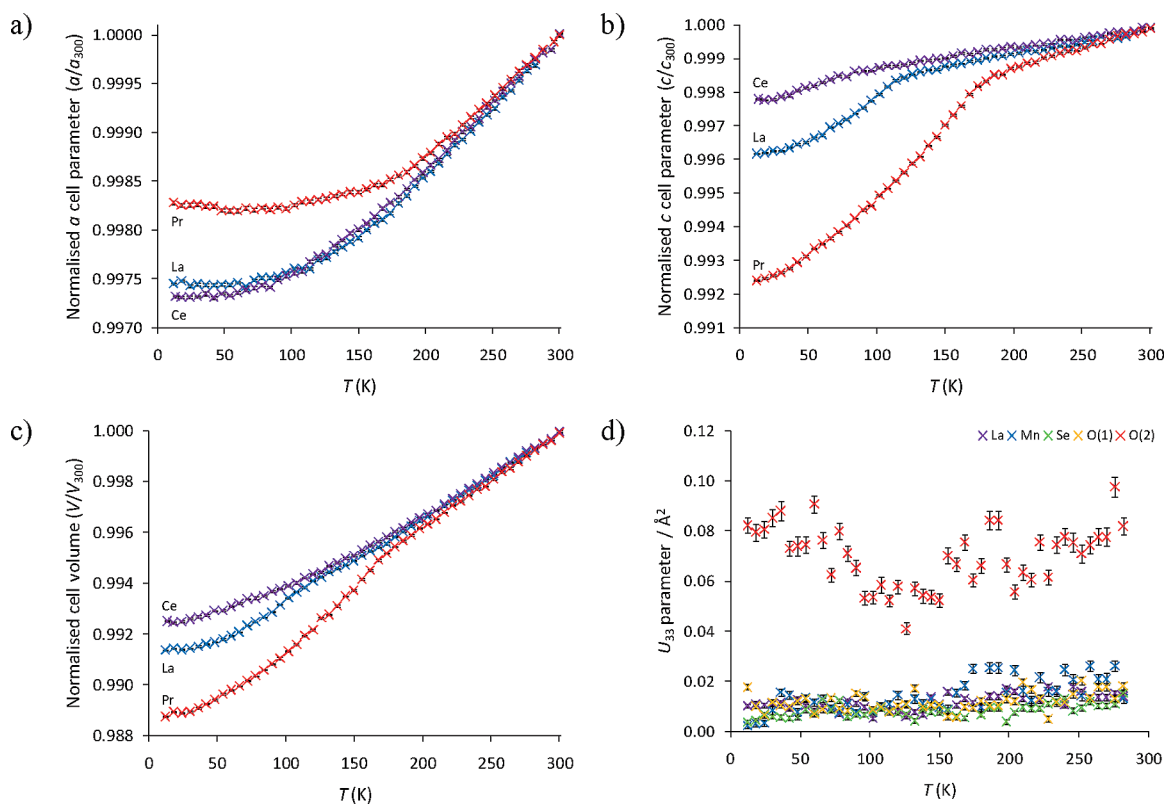 a)
Normalised a cell parameter (a/a300)
1.0000
0.9995
0.9990
0.9985
0.9980
0.9975
0.9970
Pr
La
Ce
0
50
100
150
200
250
300
T (K)
b)
Normalised c cell parameter (c/c300)
1.000
0.999
0.998
0.997
0.996
0.995
0.994
0.993
0.992
0.991
Ce
La
Pr
0
50
100
150
200
250
300
T (K)
c)
Normalised cell volume (V/V300)
1.000
0.998
0.996
0.994
0.992
0.990
0.988
Ce
La
Pr
0
50
100
150
200
250
300
T (K)
d)
La Mn Se O(1) O(2)
U33 parameter / Å2
0.12
0.10
0.08
0.06
0.04
0.02
0.00
0
50
100
150
200
250
300
T (K)